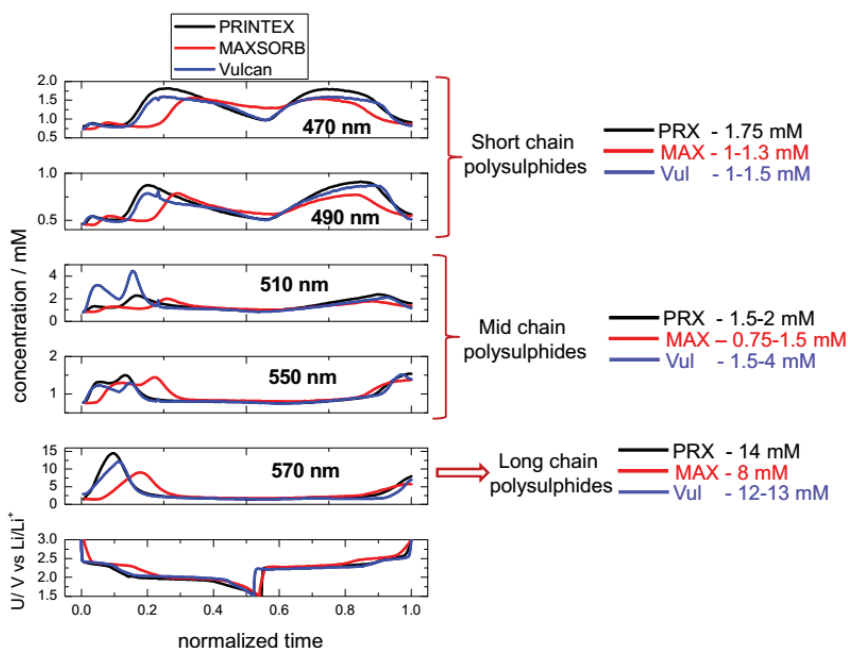 PRINTEX
MAXSORB
Vulcan
2.0
1.5
1.0
0.5
470 nm
1.0
0.5
490 nm
4
2
0
510 nm
2
1
550 nm
15
10
5
0
570 nm
3.0
2.5
2.0
1.5
0.0 0.2 0.4 0.6 0.8 1.0
normalized time
concentration / mM
U/ V vs Li/Li⁺
Short chain
polysulphides
PRX - 1.75 mM
MAX - 1-1.3 mM
Vul - 1-1.5 mM
Mid chain
polysulphides
PRX - 1.5-2 mM
MAX – 0.75-1.5 mM
Vul - 1.5-4 mM
Long chain
polysulphides
PRX - 14 mM
MAX - 8 mM
Vul - 12-13 mM